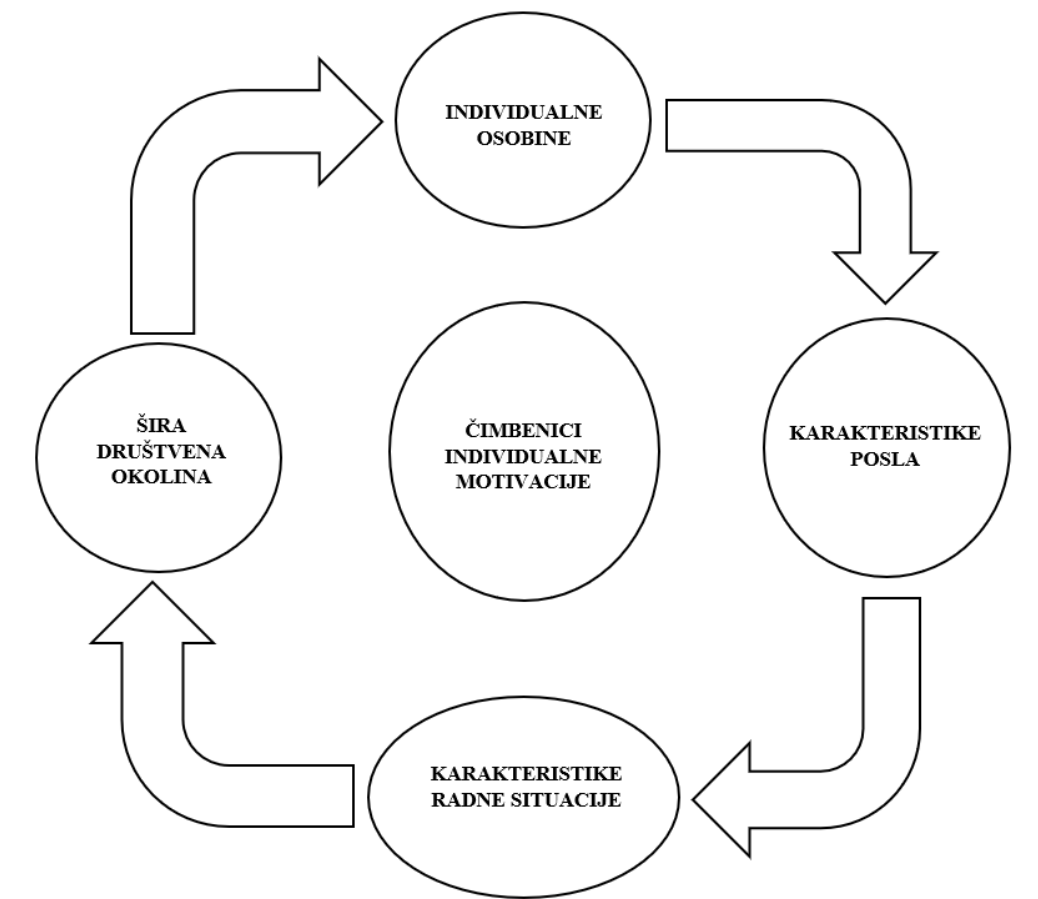 INDIVIDUALNE
OSOBINE
ŠIRA
DRUŠTVENA
OKOLINA
ČIMBENICI
INDIVIDUALNE
MOTIVACIJE
KARAKTERISTIKE
POSLA
KARAKTERISTIKE
RADNE SITUACIJE